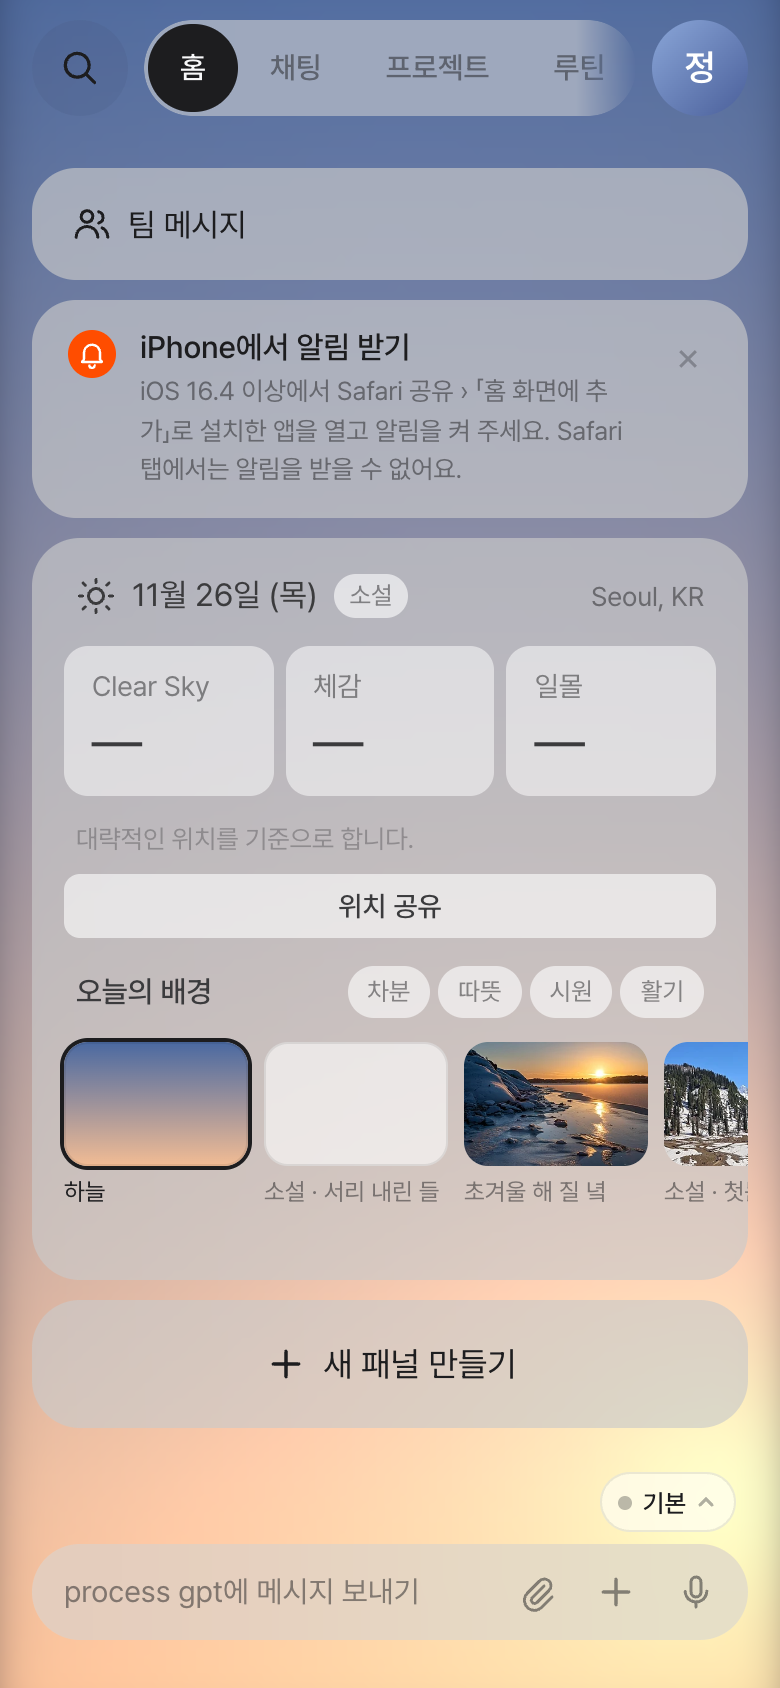 홈 채팅 프로젝트 루틴 정
팀 메시지
iPhone에서 알림 받기
iOS 16.4 이상에서 Safari 공유 › 「홈 화면에 추
가」로 설치한 앱을 열고 알림을 켜 주세요. Safari
탭에서는 알림을 받을 수 없어요.
11월 26일 (목) 소설 Seoul, KR
Clear Sky 체감 일몰
— — —
대략적인 위치를 기준으로 합니다.
위치 공유
오늘의 배경 차분 따뜻 시원 활기
하늘 소설 · 서리 내린 들 초겨울 해 질 녘 소설 ·
새 패널 만들기
기본
process gpt에 메시지 보내기